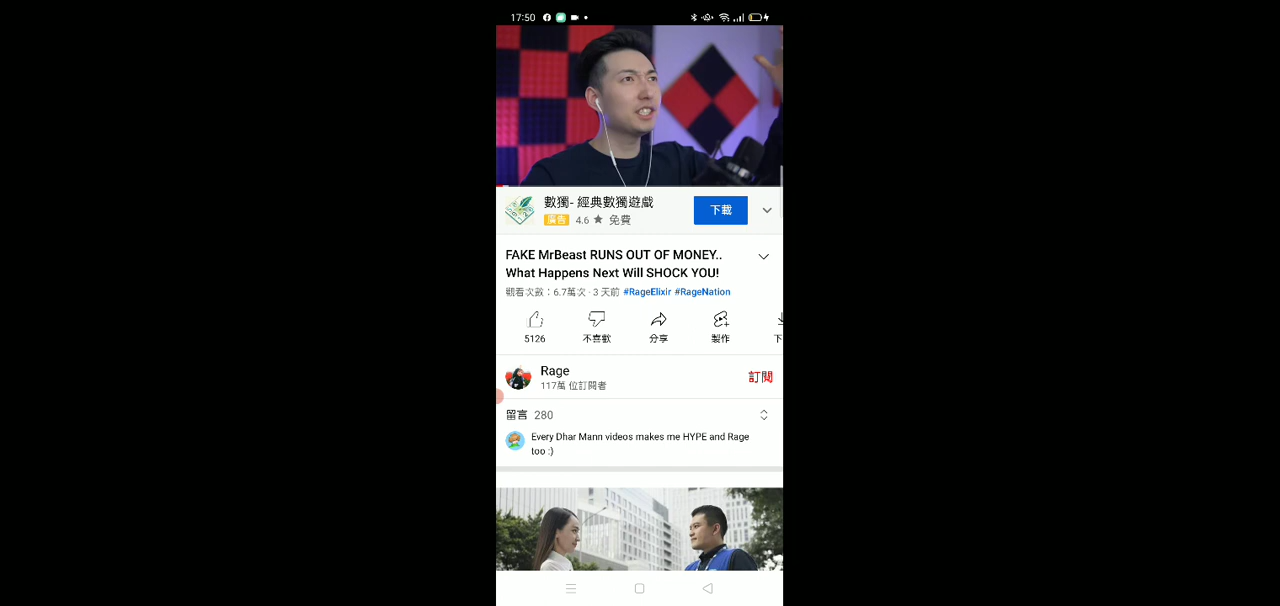 17:50
數獨- 經典數獨遊戲
廣告 4.6 ★ 免費
下載
FAKE MrBeast RUNS OUT OF MONEY..
What Happens Next Will SHOCK YOU!
觀看次數：6.7萬次 · 3 天前 #RageElixir #RageNation
5126 不喜歡 分享 製作 下
Rage
117萬 位訂閱者
訂閱
留言 280
Every Dhar Mann videos makes me HYPE and Rage
too :)